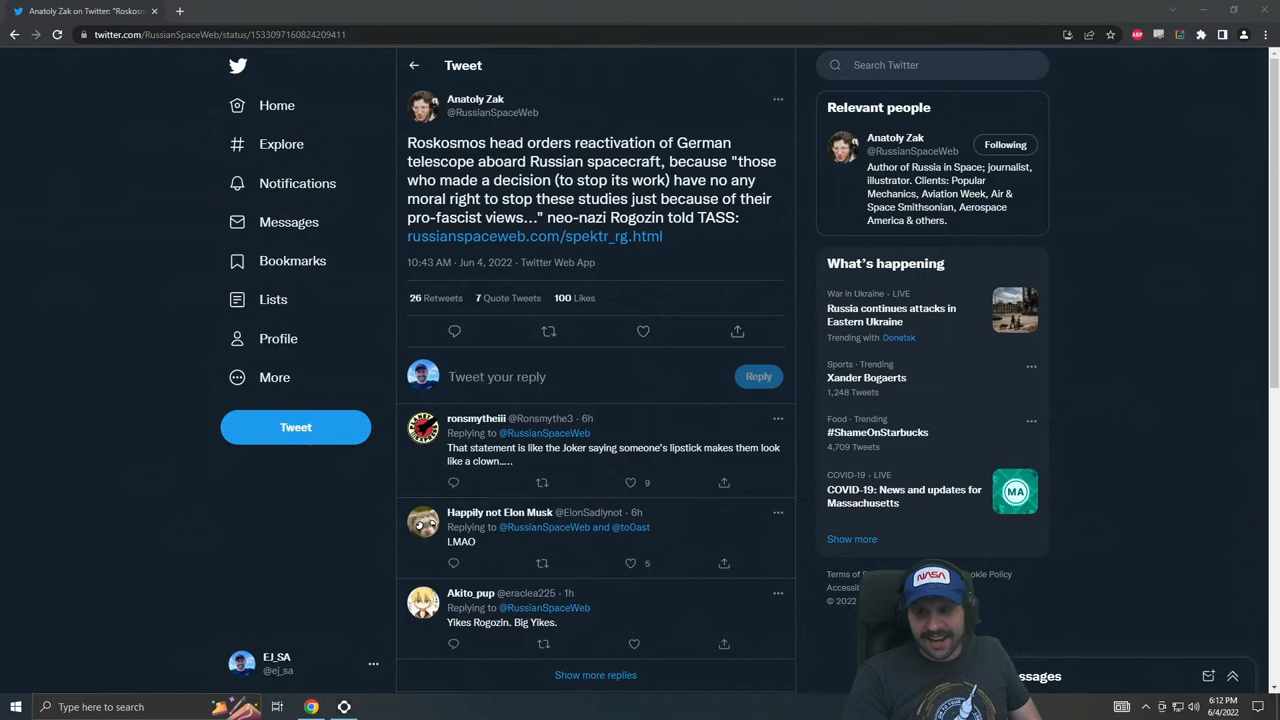 Anatoly Zak on Twitter: "Roskos
twitter.com/RussianSpaceWeb/status/1533097160824209411
ABP
Home
Explore
Notifications
Messages
Bookmarks
Lists
Profile
More
Tweet
EJ_SA
@ej_sa
Tweet
Anatoly Zak
@RussianSpaceWeb
Roskosmos head orders reactivation of German
telescope aboard Russian spacecraft, because "those
who made a decision (to stop its work) have no any
moral right to stop these studies just because of their
pro-fascist views..." neo-nazi Rogozin told TASS:
russianspaceweb.com/spektr_rg.html
10:43 AM · Jun 4, 2022 · Twitter Web App
26 Retweets 7 Quote Tweets 100 Likes
Tweet your reply
Reply
ronsmytheiii @Ronsmythe3 · 6h
Replying to @RussianSpaceWeb
That statement is like the Joker saying someone's lipstick makes them look
like a clown.....
9
Happily not Elon Musk @ElonSadlynot · 6h
Replying to @RussianSpaceWeb and @to0ast
LMAO
5
Akito_pup @eraclea225 · 1h
Replying to @RussianSpaceWeb
Yikes Rogozin. Big Yikes.
Show more replies
Search Twitter
Relevant people
Anatoly Zak
@RussianSpaceWeb
Following
Author of Russia in Space; journalist,
illustrator. Clients: Popular
Mechanics, Aviation Week, Air &
Space Smithsonian, Aerospace
America & others.
What's happening
War in Ukraine · LIVE
Russia continues attacks in
Eastern Ukraine
Trending with Donetsk
Sports · Trending
Xander Bogaerts
1,248 Tweets
Food · Trending
#ShameOnStarbucks
4,709 Tweets
COVID-19 · LIVE
COVID-19: News and updates for
Massachusetts
MA
Show more
Terms of
okie Policy
Accessib
© 2022
NASA
ssages
Type here to search
6:12 PM
6/4/2022